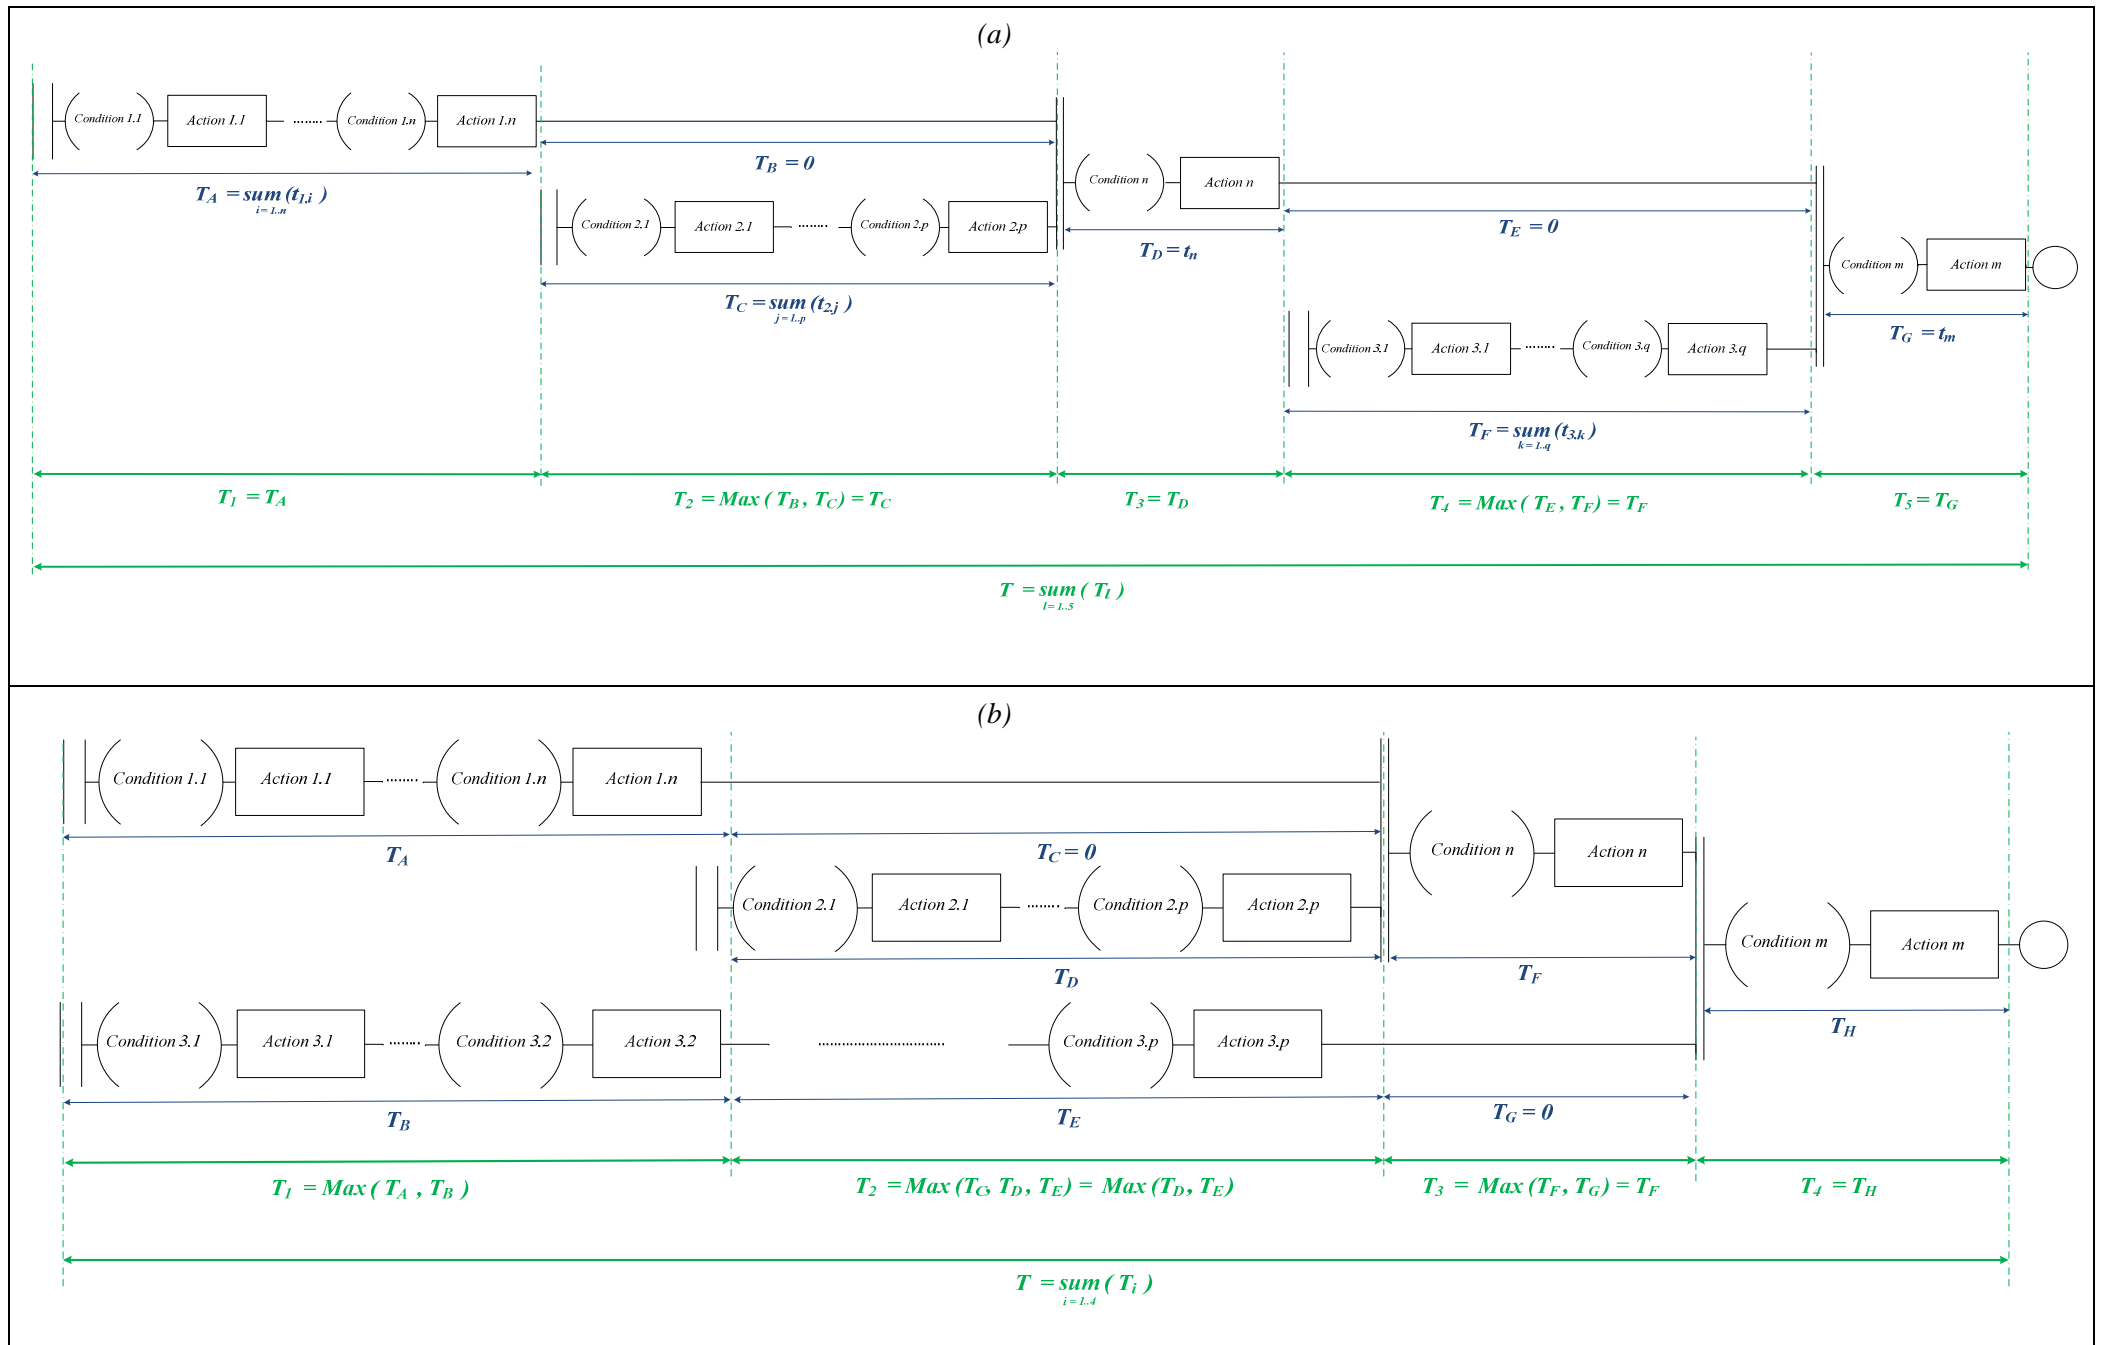 (a)
Condition 1.1 Action 1.1 ........ Condition 1.n Action 1.n
T_B = 0
T_A = sum (t_1.i)
i=1..n
Condition n Action n
Condition 2.1 Action 2.1 ........ Condition 2.p Action 2.p
T_E = 0
T_D = t_n
Condition m Action m
T_C = sum (t_2.j)
j=1..p
T_G = t_m
Condition 3.1 Action 3.1 ........ Condition 3.q Action 3.q
T_F = sum (t_3.k)
k=1..q
T_1 = T_A T_2 = Max ( T_B , T_C) = T_C T_3 = T_D T_4 = Max ( T_E , T_F) = T_F T_5 = T_G
T = sum ( T_l )
l=1..5
(b)
Condition 1.1 Action 1.1 ........ Condition 1.n Action 1.n
T_A T_C = 0
Condition n Action n
Condition 2.1 Action 2.1 ........ Condition 2.p Action 2.p
Condition m Action m
T_D T_F
T_H
Condition 3.1 Action 3.1 ........ Condition 3.2 Action 3.2 ............................ Condition 3.p Action 3.p
T_B T_E T_G = 0
T_1 = Max ( T_A , T_B ) T_2 = Max (T_C, T_D, T_E) = Max (T_D, T_E) T_3 = Max (T_F, T_G) = T_F T_4 = T_H
T = sum ( T_i )
i=1..4